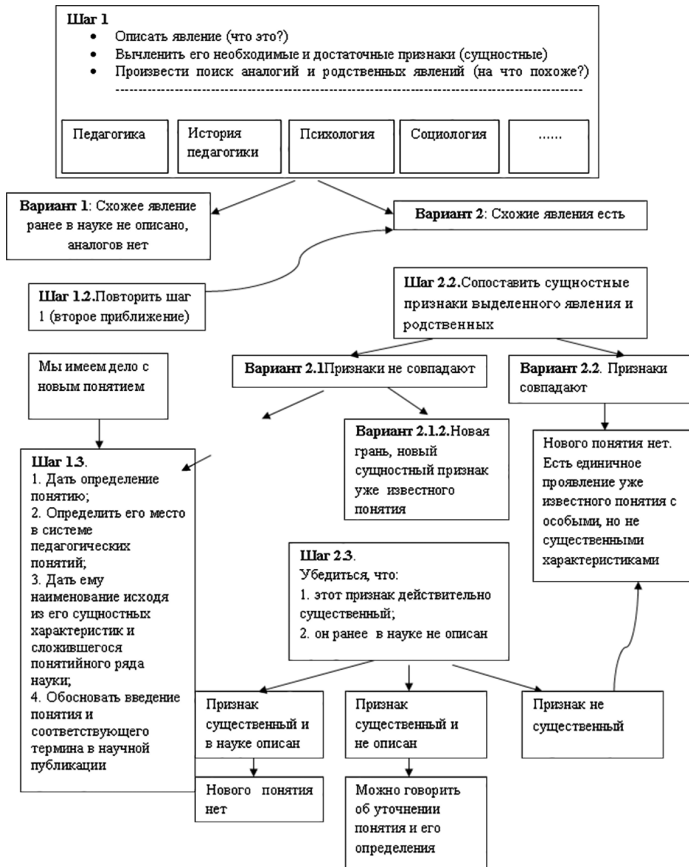 Шаг 1
• Описать явление (что это?)
• Вычленить его необходимые и достаточные признаки (сущностные)
• Произвести поиск аналогий и родственных явлений (на что похоже?)
Педагогика
История
педагогики
Психология
Социология
......
Вариант 1: Схожее явление
ранее в науке не описано,
аналогов нет
Вариант 2: Схожие явления есть
Шаг 1.2.Повторить шаг
1 (второе приближение)
Шаг 2.2.Сопоставить сущностные
признаки выделенного явления и
родственных
Мы имеем дело с
новым понятием
Вариант 2.1Признаки не совпадают
Вариант 2.2. Признаки
совпадают
Вариант 2.1.2.Новая
грань, новый
сущностный признак
уже известного
понятия
Нового понятия нет.
Есть единичное
проявление уже
известного понятия с
особыми, но не
существенными
характеристиками
Шаг 1.3.
1. Дать определение
понятию;
2. Определить его место
в системе
педагогических
понятий;
3. Дать ему
наименование исходя
из его сущностных
характеристик и
сложившегося
понятийного ряда
науки;
4. Обосновать введение
понятия и
соответствующего
термина в научной
публикации
Шаг 2.3.
Убедиться, что:
1. этот признак действительно
существенный;
2. он ранее в науке не описан
Признак
существенный и
в науке описан
Признак
существенный и
не описан
Признак не
существенный
Нового понятия
нет
Можно говорить
об уточнении
понятия и его
определения